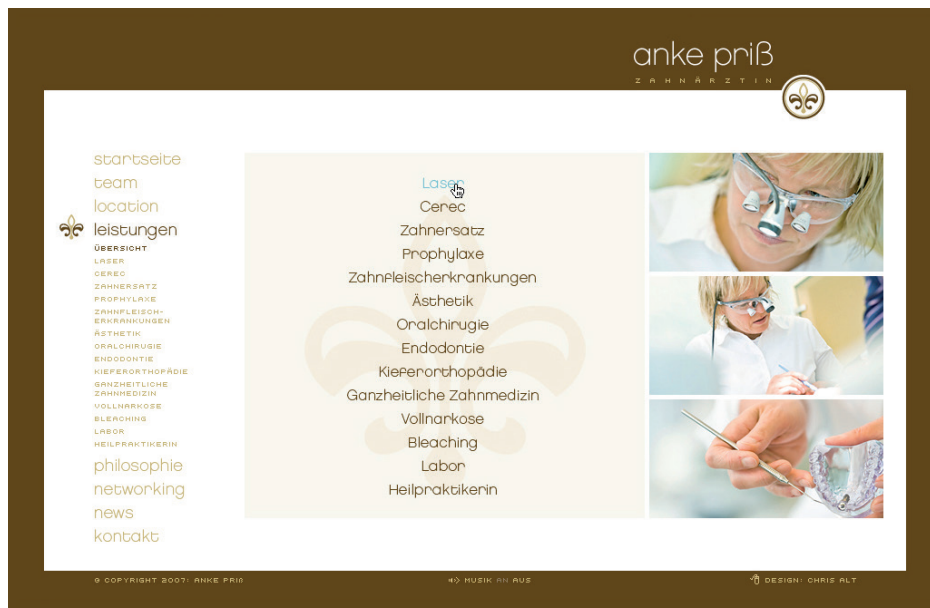 anke priß
ZAHNÄRZTIN
startseite
team
location
leistungen
ÜBERSICHT
LASER
CEREC
ZAHNERSATZ
PROPHYLAXE
ZAHNFLEISCH-
ERKRANKUNGEN
ÄSTHETIK
ORALCHIRUGIE
ENDODONTIE
KIEFERORTHOPÄDIE
GANZHEITLICHE
ZAHNMEDIZIN
VOLLNARKOSE
BLEACHING
LABOR
HEILPRAKTIKERIN
philosophie
networking
news
kontakt
Laser
Cerec
Zahnersatz
Prophylaxe
Zahnfleischerkrankungen
Ästhetik
Oralchirugie
Endodontie
Kieferorthopädie
Ganzheitliche Zahnmedizin
Vollnarkose
Bleaching
Labor
Heilpraktikerin
© COPYRIGHT 2007: ANKE PRIß
MUSIK AN AUS
DESIGN: CHRIS ALT